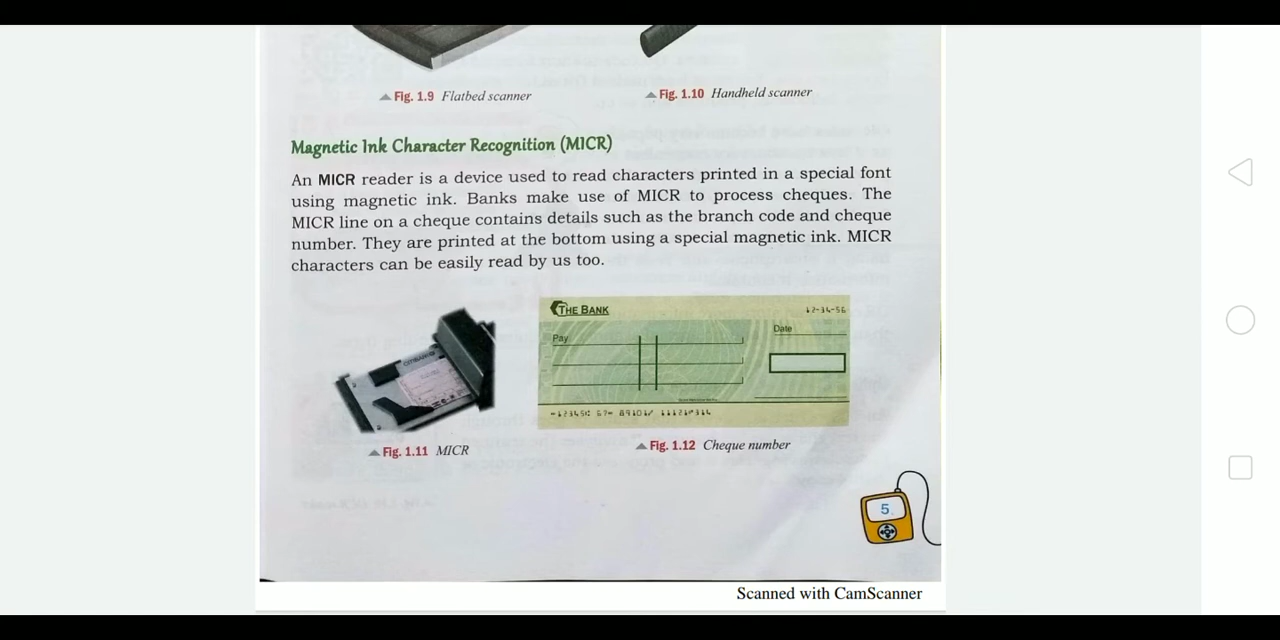 ▲ Fig. 1.9 Flatbed scanner
▲ Fig. 1.10 Handheld scanner
Magnetic Ink Character Recognition (MICR)
An MICR reader is a device used to read characters printed in a special font
using magnetic ink. Banks make use of MICR to process cheques. The
MICR line on a cheque contains details such as the branch code and cheque
number. They are printed at the bottom using a special magnetic ink. MICR
characters can be easily read by us too.
THE BANK
12-34-56
Date
Pay
▲ Fig. 1.11 MICR
▲ Fig. 1.12 Cheque number
5
Scanned with CamScanner